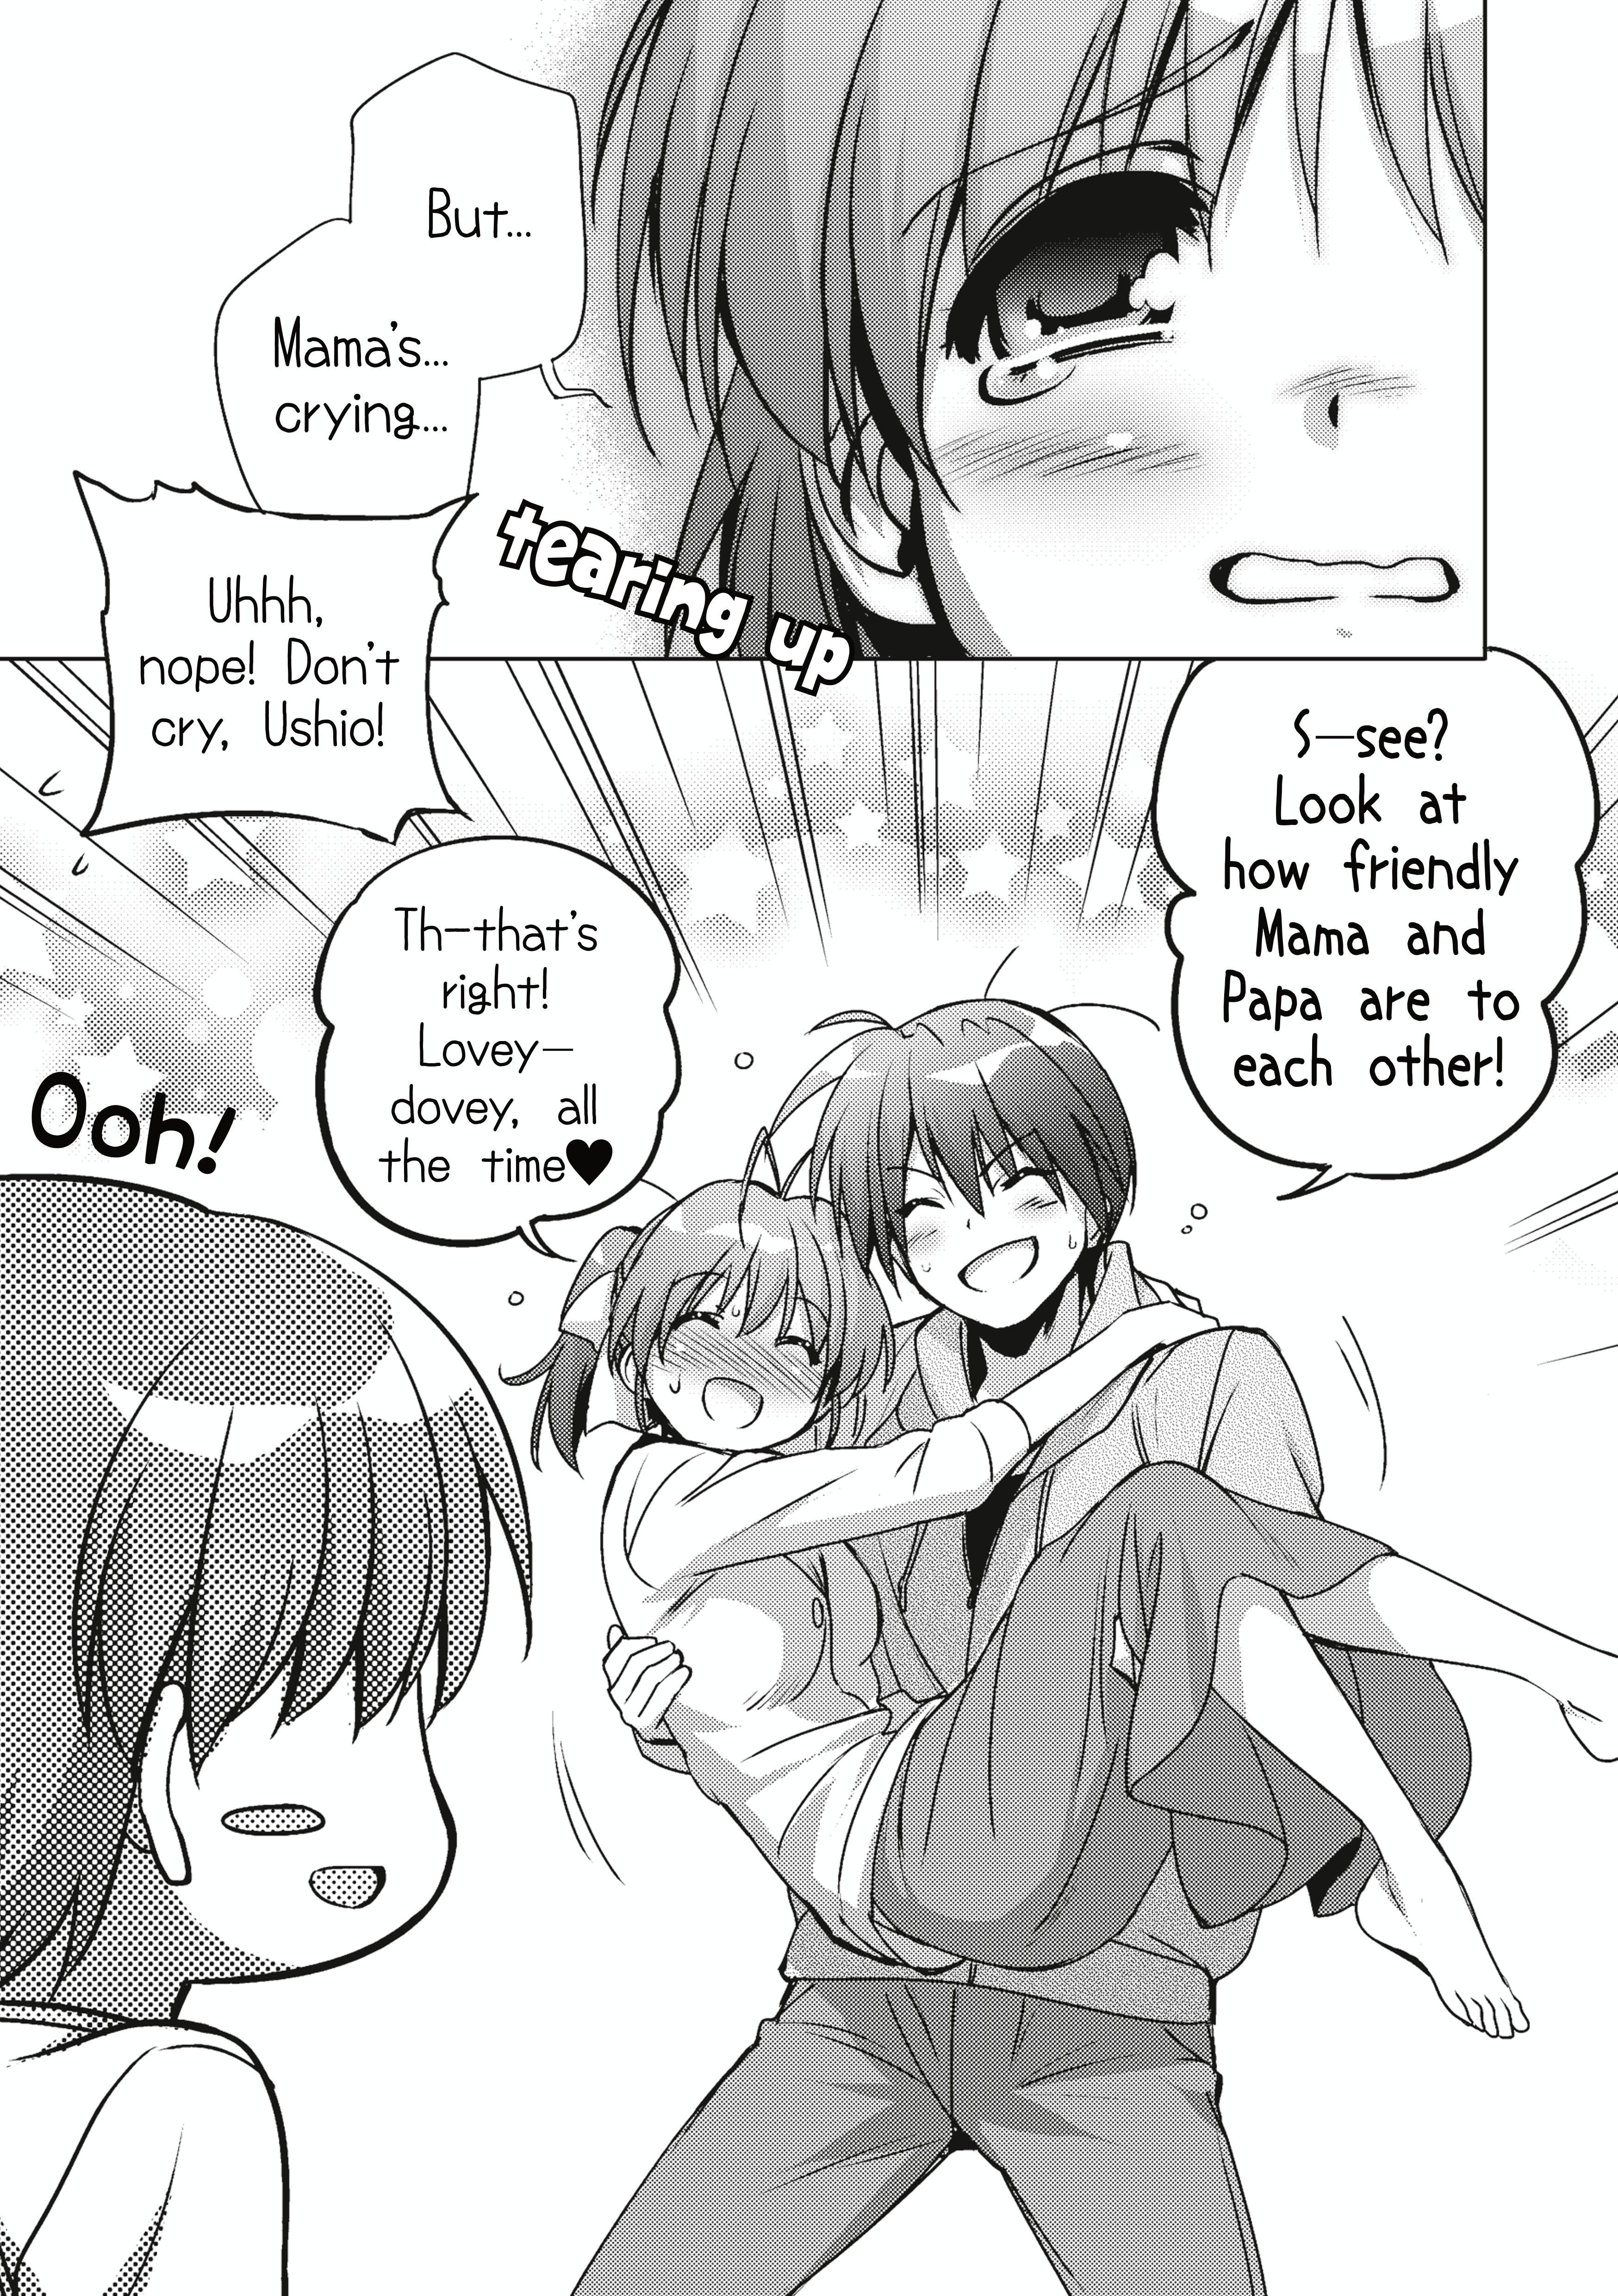 But...
Mama's...
crying...
tearing up
Uhhh,
nope! Don't
cry, Ushio!
S—see?
Look at
how friendly
Mama and
Papa are to
each other!
Th-that's
right!
Lovey—
dovey, all
the time♥
Ooh!